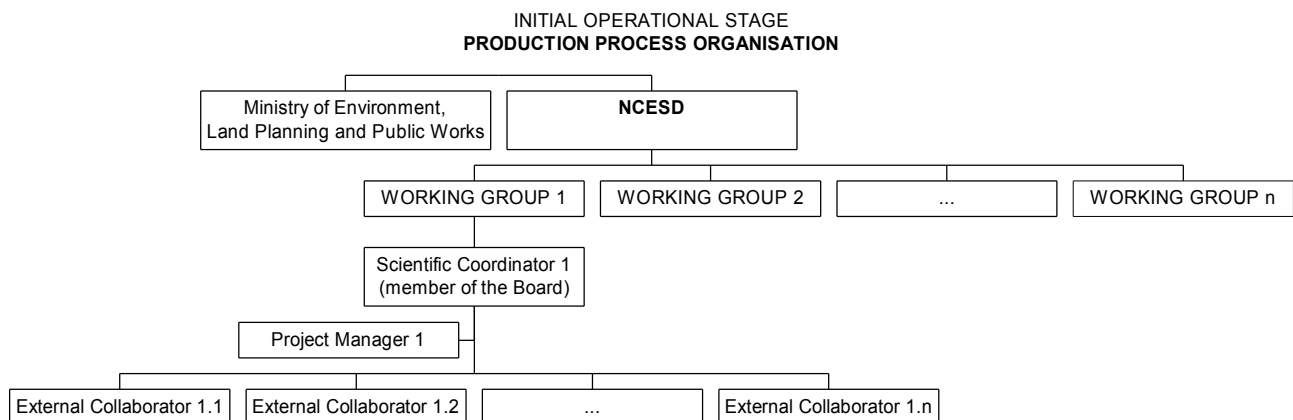 INITIAL OPERATIONAL STAGE
PRODUCTION PROCESS ORGANISATION
Ministry of Environment,
Land Planning and Public Works
NCESD
WORKING GROUP 1
WORKING GROUP 2
...
WORKING GROUP n
Scientific Coordinator 1
(member of the Board)
Project Manager 1
External Collaborator 1.1
External Collaborator 1.2
...
External Collaborator 1.n